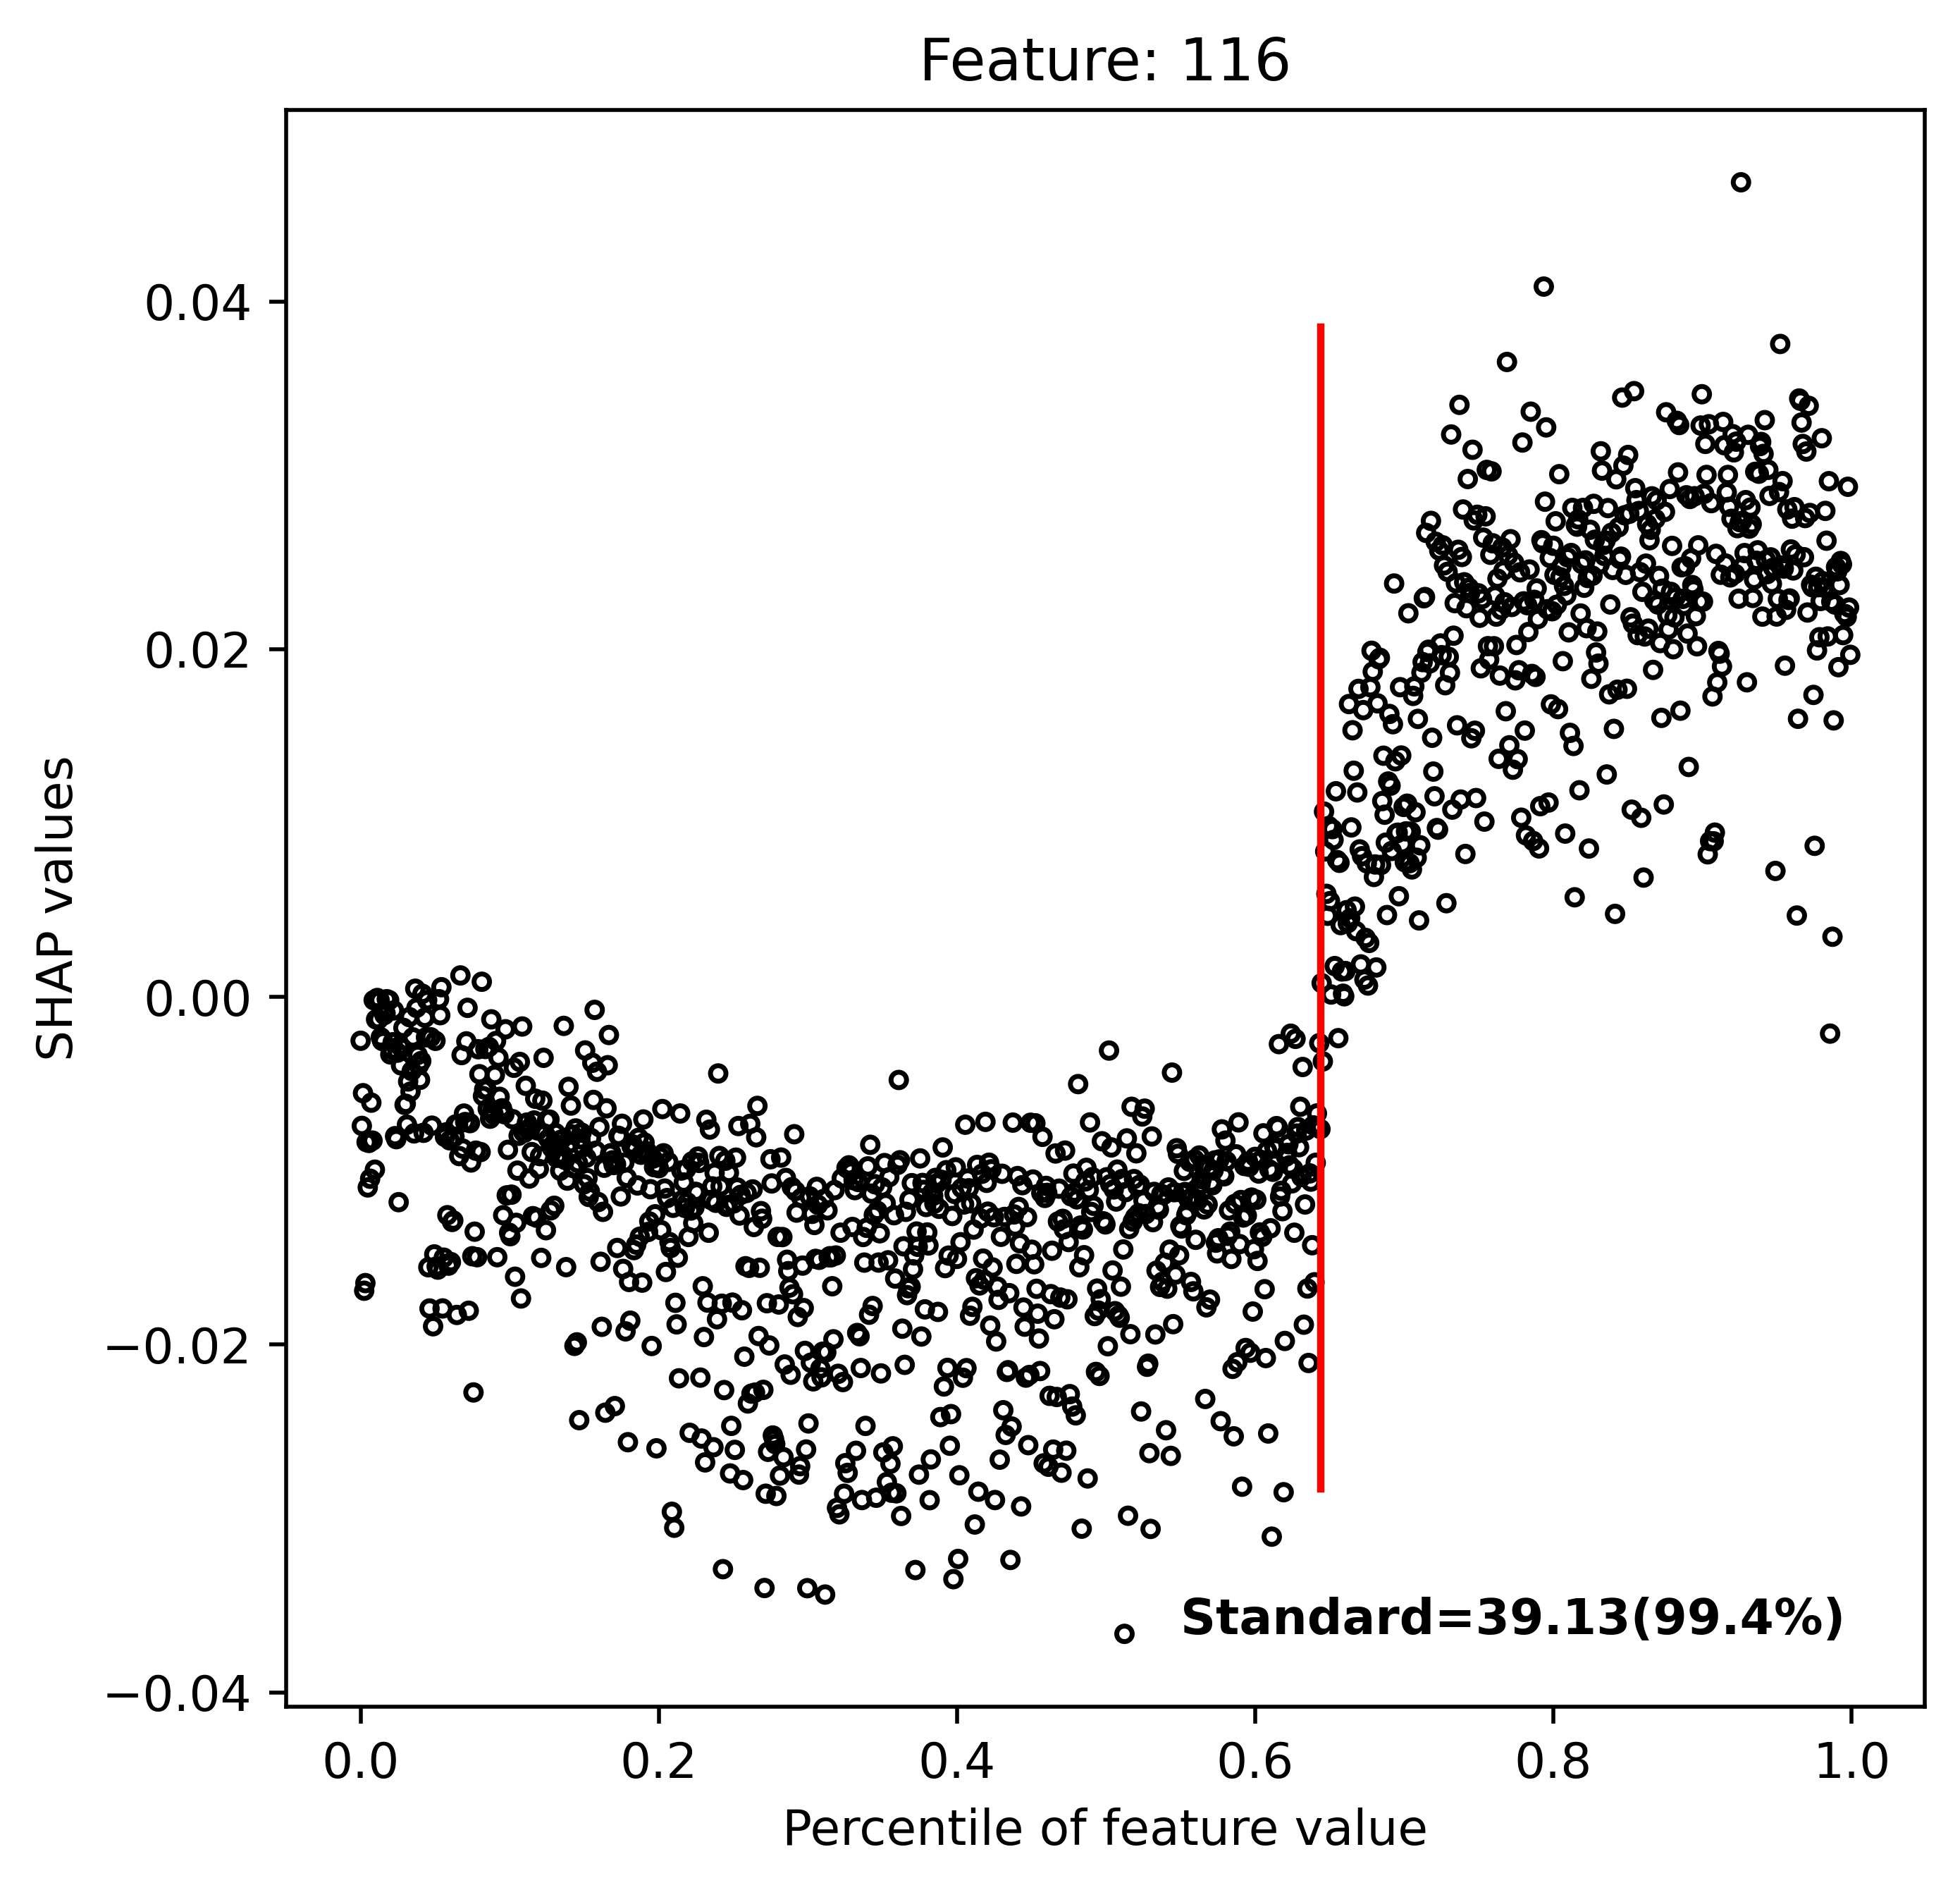 Feature: 116
SHAP values
0.04
0.02
0.00
−0.02
−0.04
Standard=39.13(99.4%)
0.0 0.2 0.4 0.6 0.8 1.0
Percentile of feature value